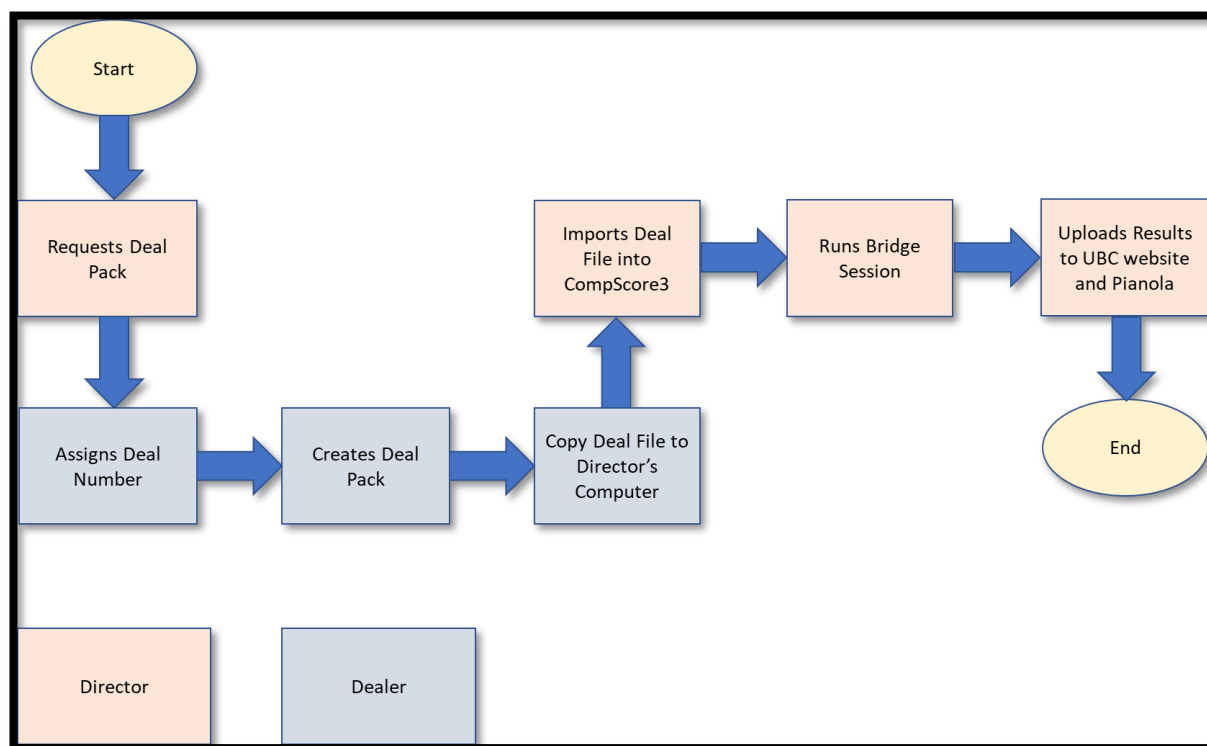 Start
Requests Deal
Pack
Assigns Deal
Number
Creates Deal
Pack
Copy Deal File to
Director’s
Computer
Imports Deal
File into
CompScore3
Runs Bridge
Session
Uploads Results
to UBC website
and Pianola
End
Director
Dealer